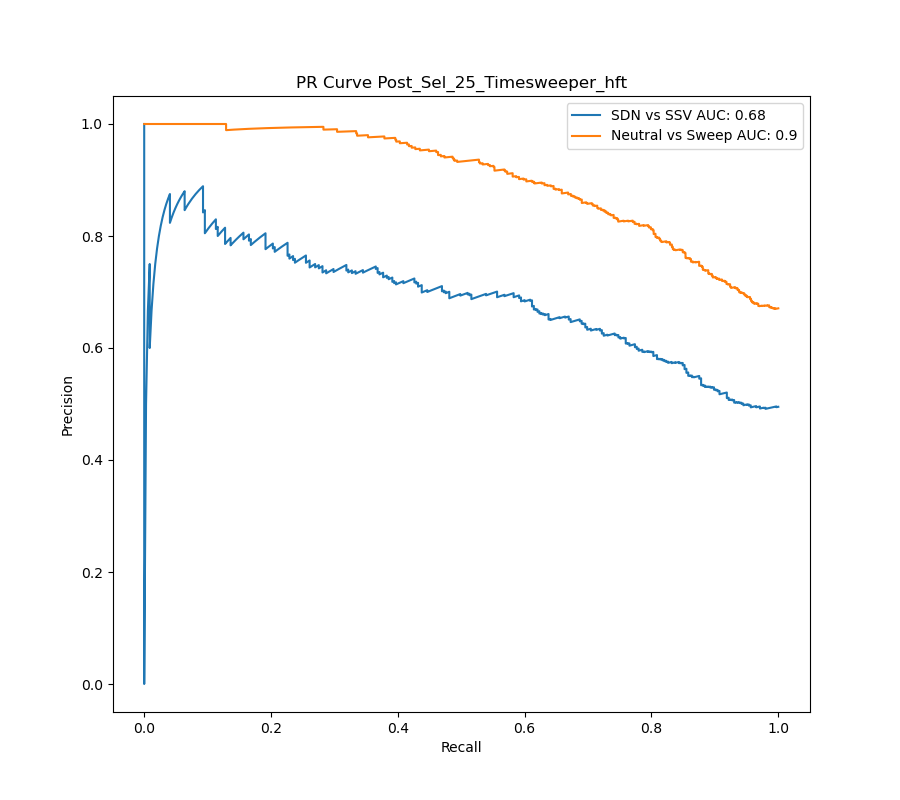 PR Curve Post_Sel_25_Timesweeper_hft
SDN vs SSV AUC: 0.68
Neutral vs Sweep AUC: 0.9
1.0
0.8
0.6
0.4
0.2
0.0
Precision
0.0 0.2 0.4 0.6 0.8 1.0
Recall